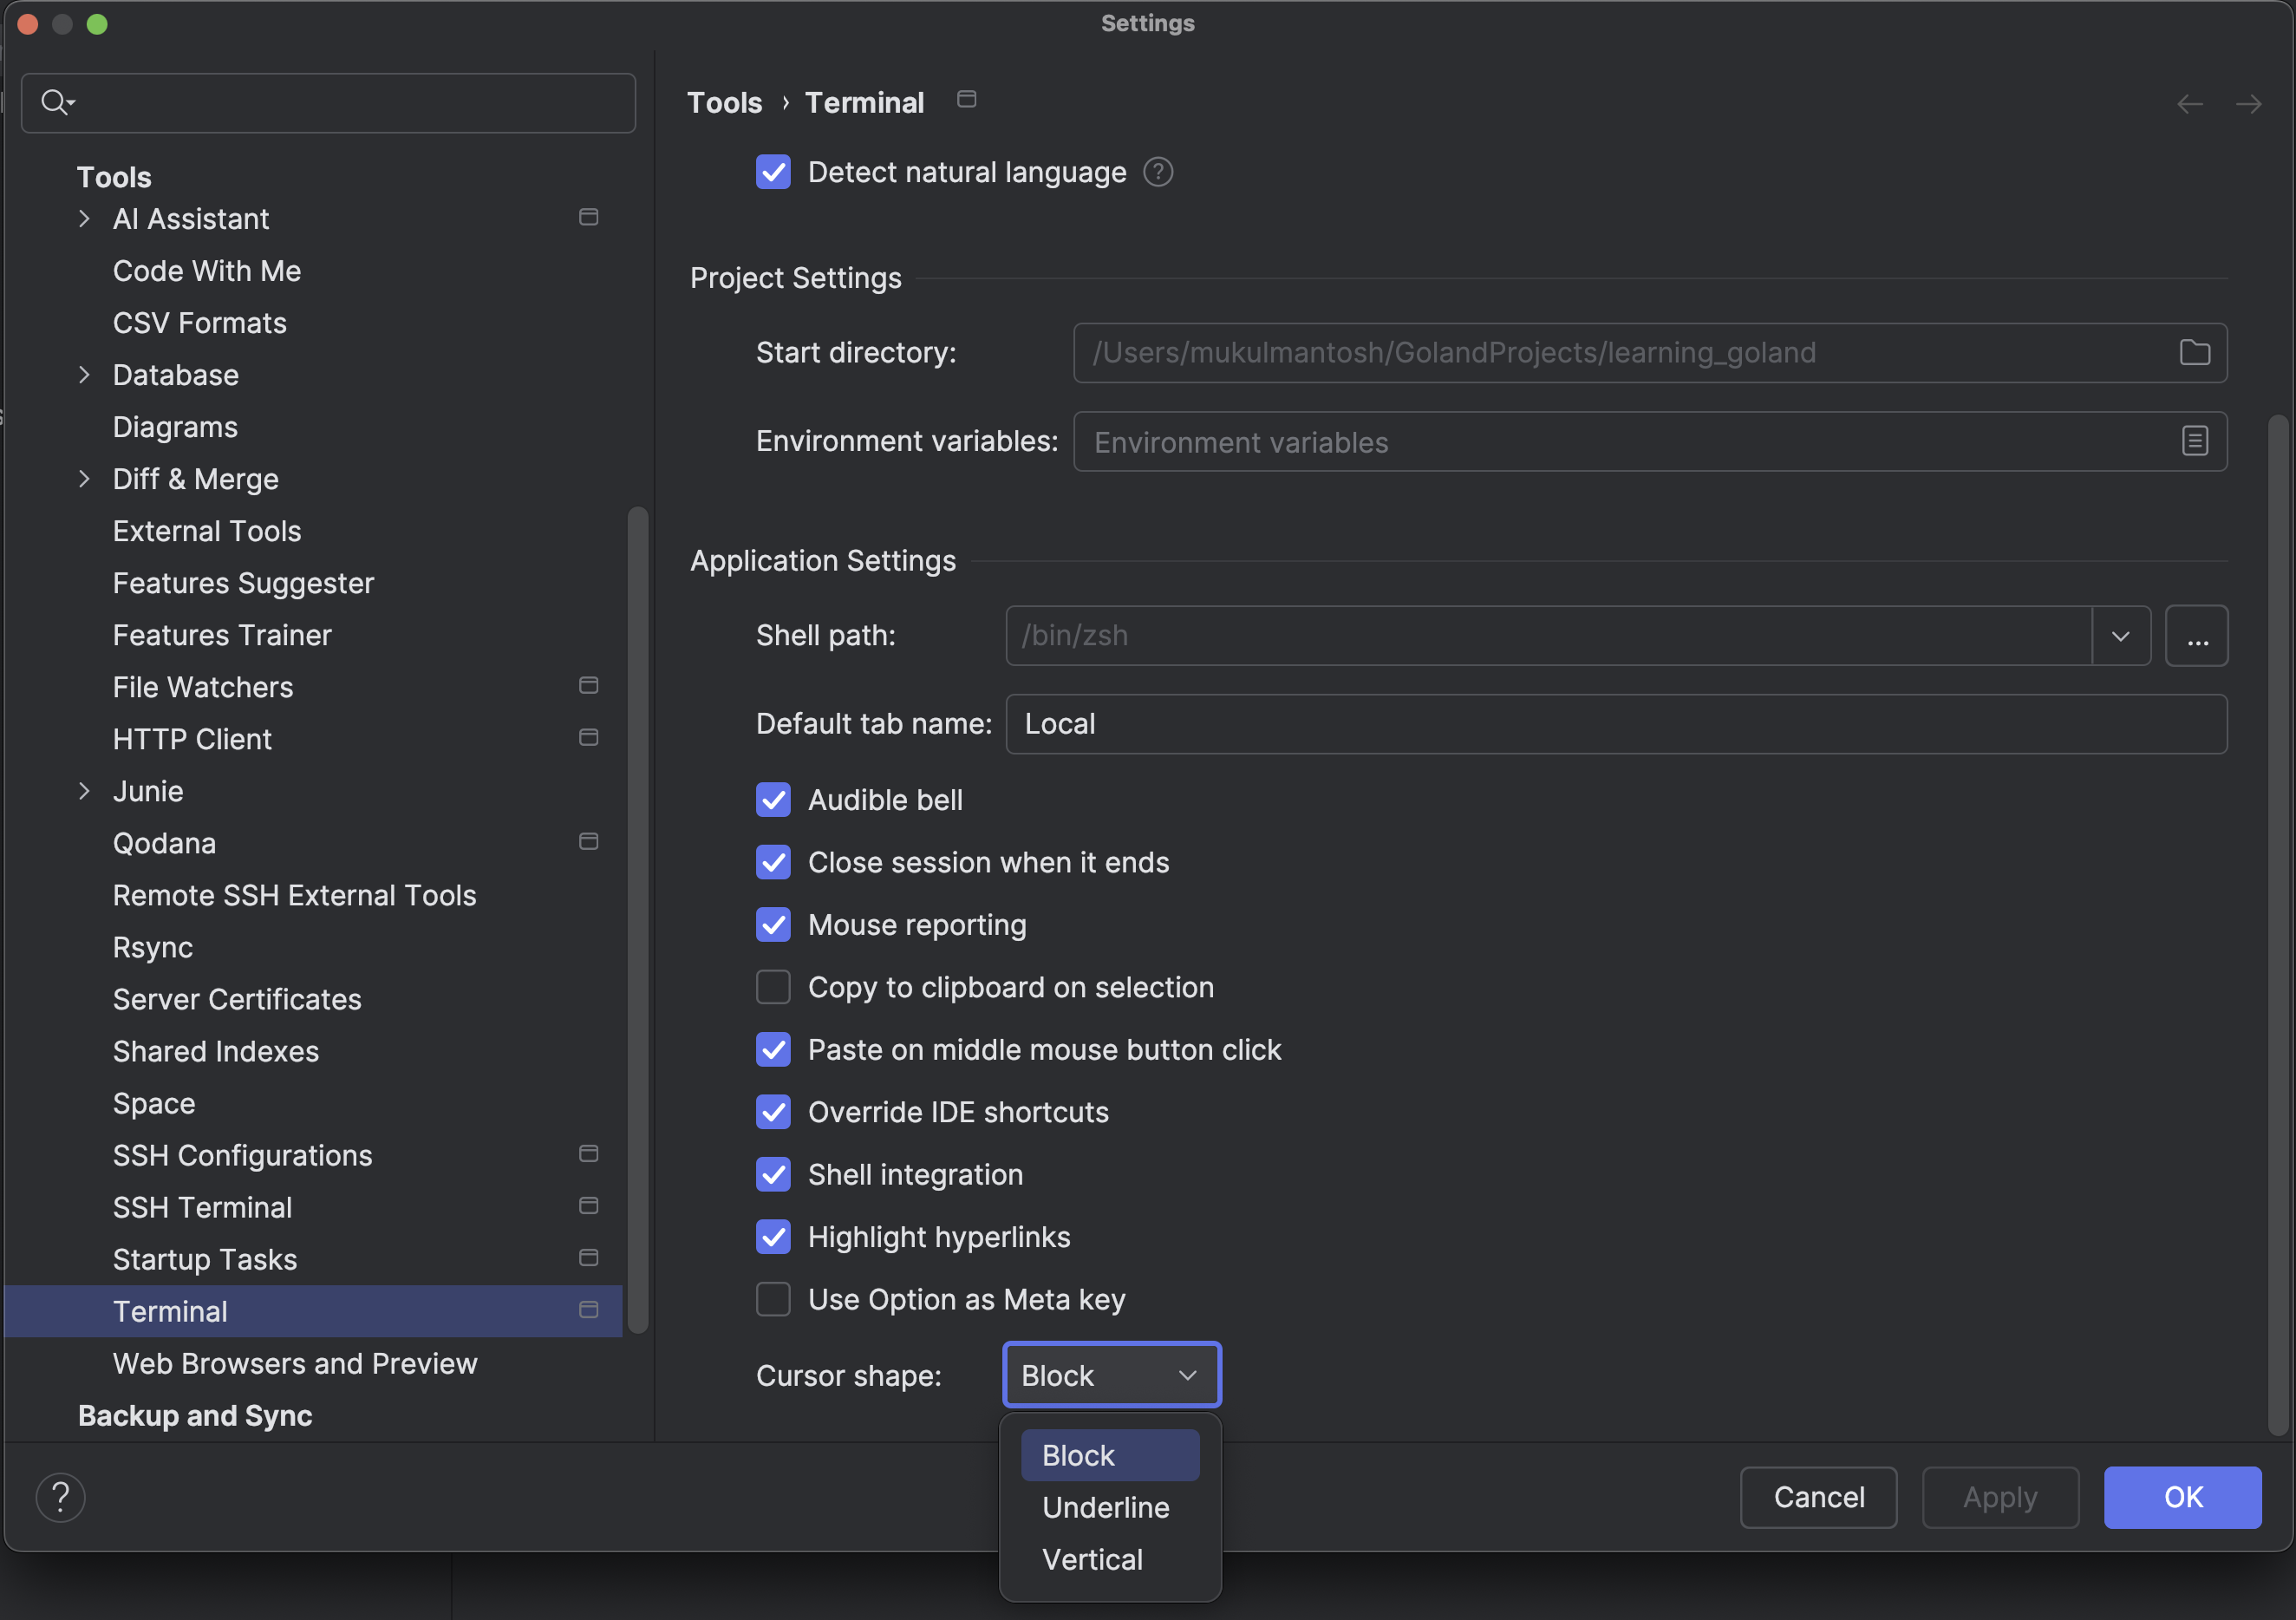 Settings
Tools
AI Assistant
Code With Me
CSV Formats
Database
Diagrams
Diff & Merge
External Tools
Features Suggester
Features Trainer
File Watchers
HTTP Client
Junie
Qodana
Remote SSH External Tools
Rsync
Server Certificates
Shared Indexes
Space
SSH Configurations
SSH Terminal
Startup Tasks
Terminal
Web Browsers and Preview
Backup and Sync
Tools › Terminal
Detect natural language ?
Project Settings
Start directory: /Users/mukulmantosh/GolandProjects/learning_goland
Environment variables: Environment variables
Application Settings
Shell path: /bin/zsh ...
Default tab name: Local
Audible bell
Close session when it ends
Mouse reporting
Copy to clipboard on selection
Paste on middle mouse button click
Override IDE shortcuts
Shell integration
Highlight hyperlinks
Use Option as Meta key
Cursor shape: Block
Block
Underline
Vertical
? Cancel Apply OK